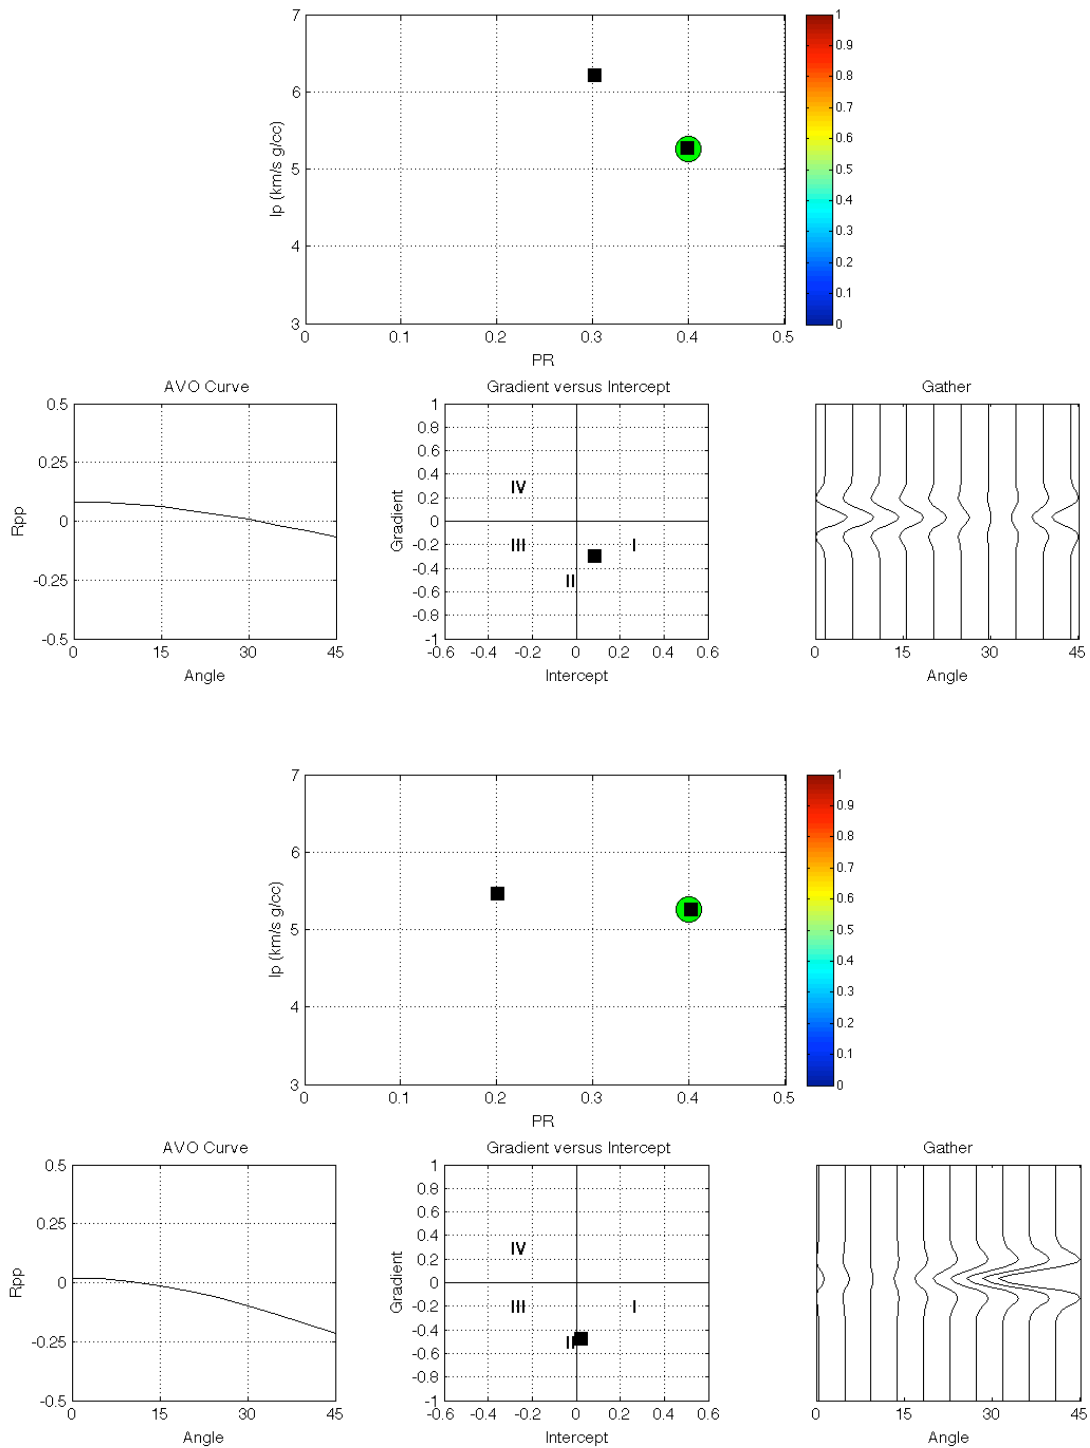 7
6
5
4
3
Ip (km/s g/cc)
0 0.1 0.2 0.3 0.4 0.5
PR
1
0.9
0.8
0.7
0.6
0.5
0.4
0.3
0.2
0.1
0
AVO Curve
0.5
0.25
0
-0.25
-0.5
Rpp
0 15 30 45
Angle
Gradient versus Intercept
1
0.8
0.6
0.4
0.2
0
-0.2
-0.4
-0.6
-0.8
-1
Gradient
IV
III
I
II
-0.6 -0.4 -0.2 0 0.2 0.4 0.6
Intercept
Gather
0 15 30 45
Angle
7
6
5
4
3
Ip (km/s g/cc)
0 0.1 0.2 0.3 0.4 0.5
PR
1
0.9
0.8
0.7
0.6
0.5
0.4
0.3
0.2
0.1
0
AVO Curve
0.5
0.25
0
-0.25
-0.5
Rpp
0 15 30 45
Angle
Gradient versus Intercept
1
0.8
0.6
0.4
0.2
0
-0.2
-0.4
-0.6
-0.8
-1
Gradient
IV
III
I
II
-0.6 -0.4 -0.2 0 0.2 0.4 0.6
Intercept
Gather
0 15 30 45
Angle